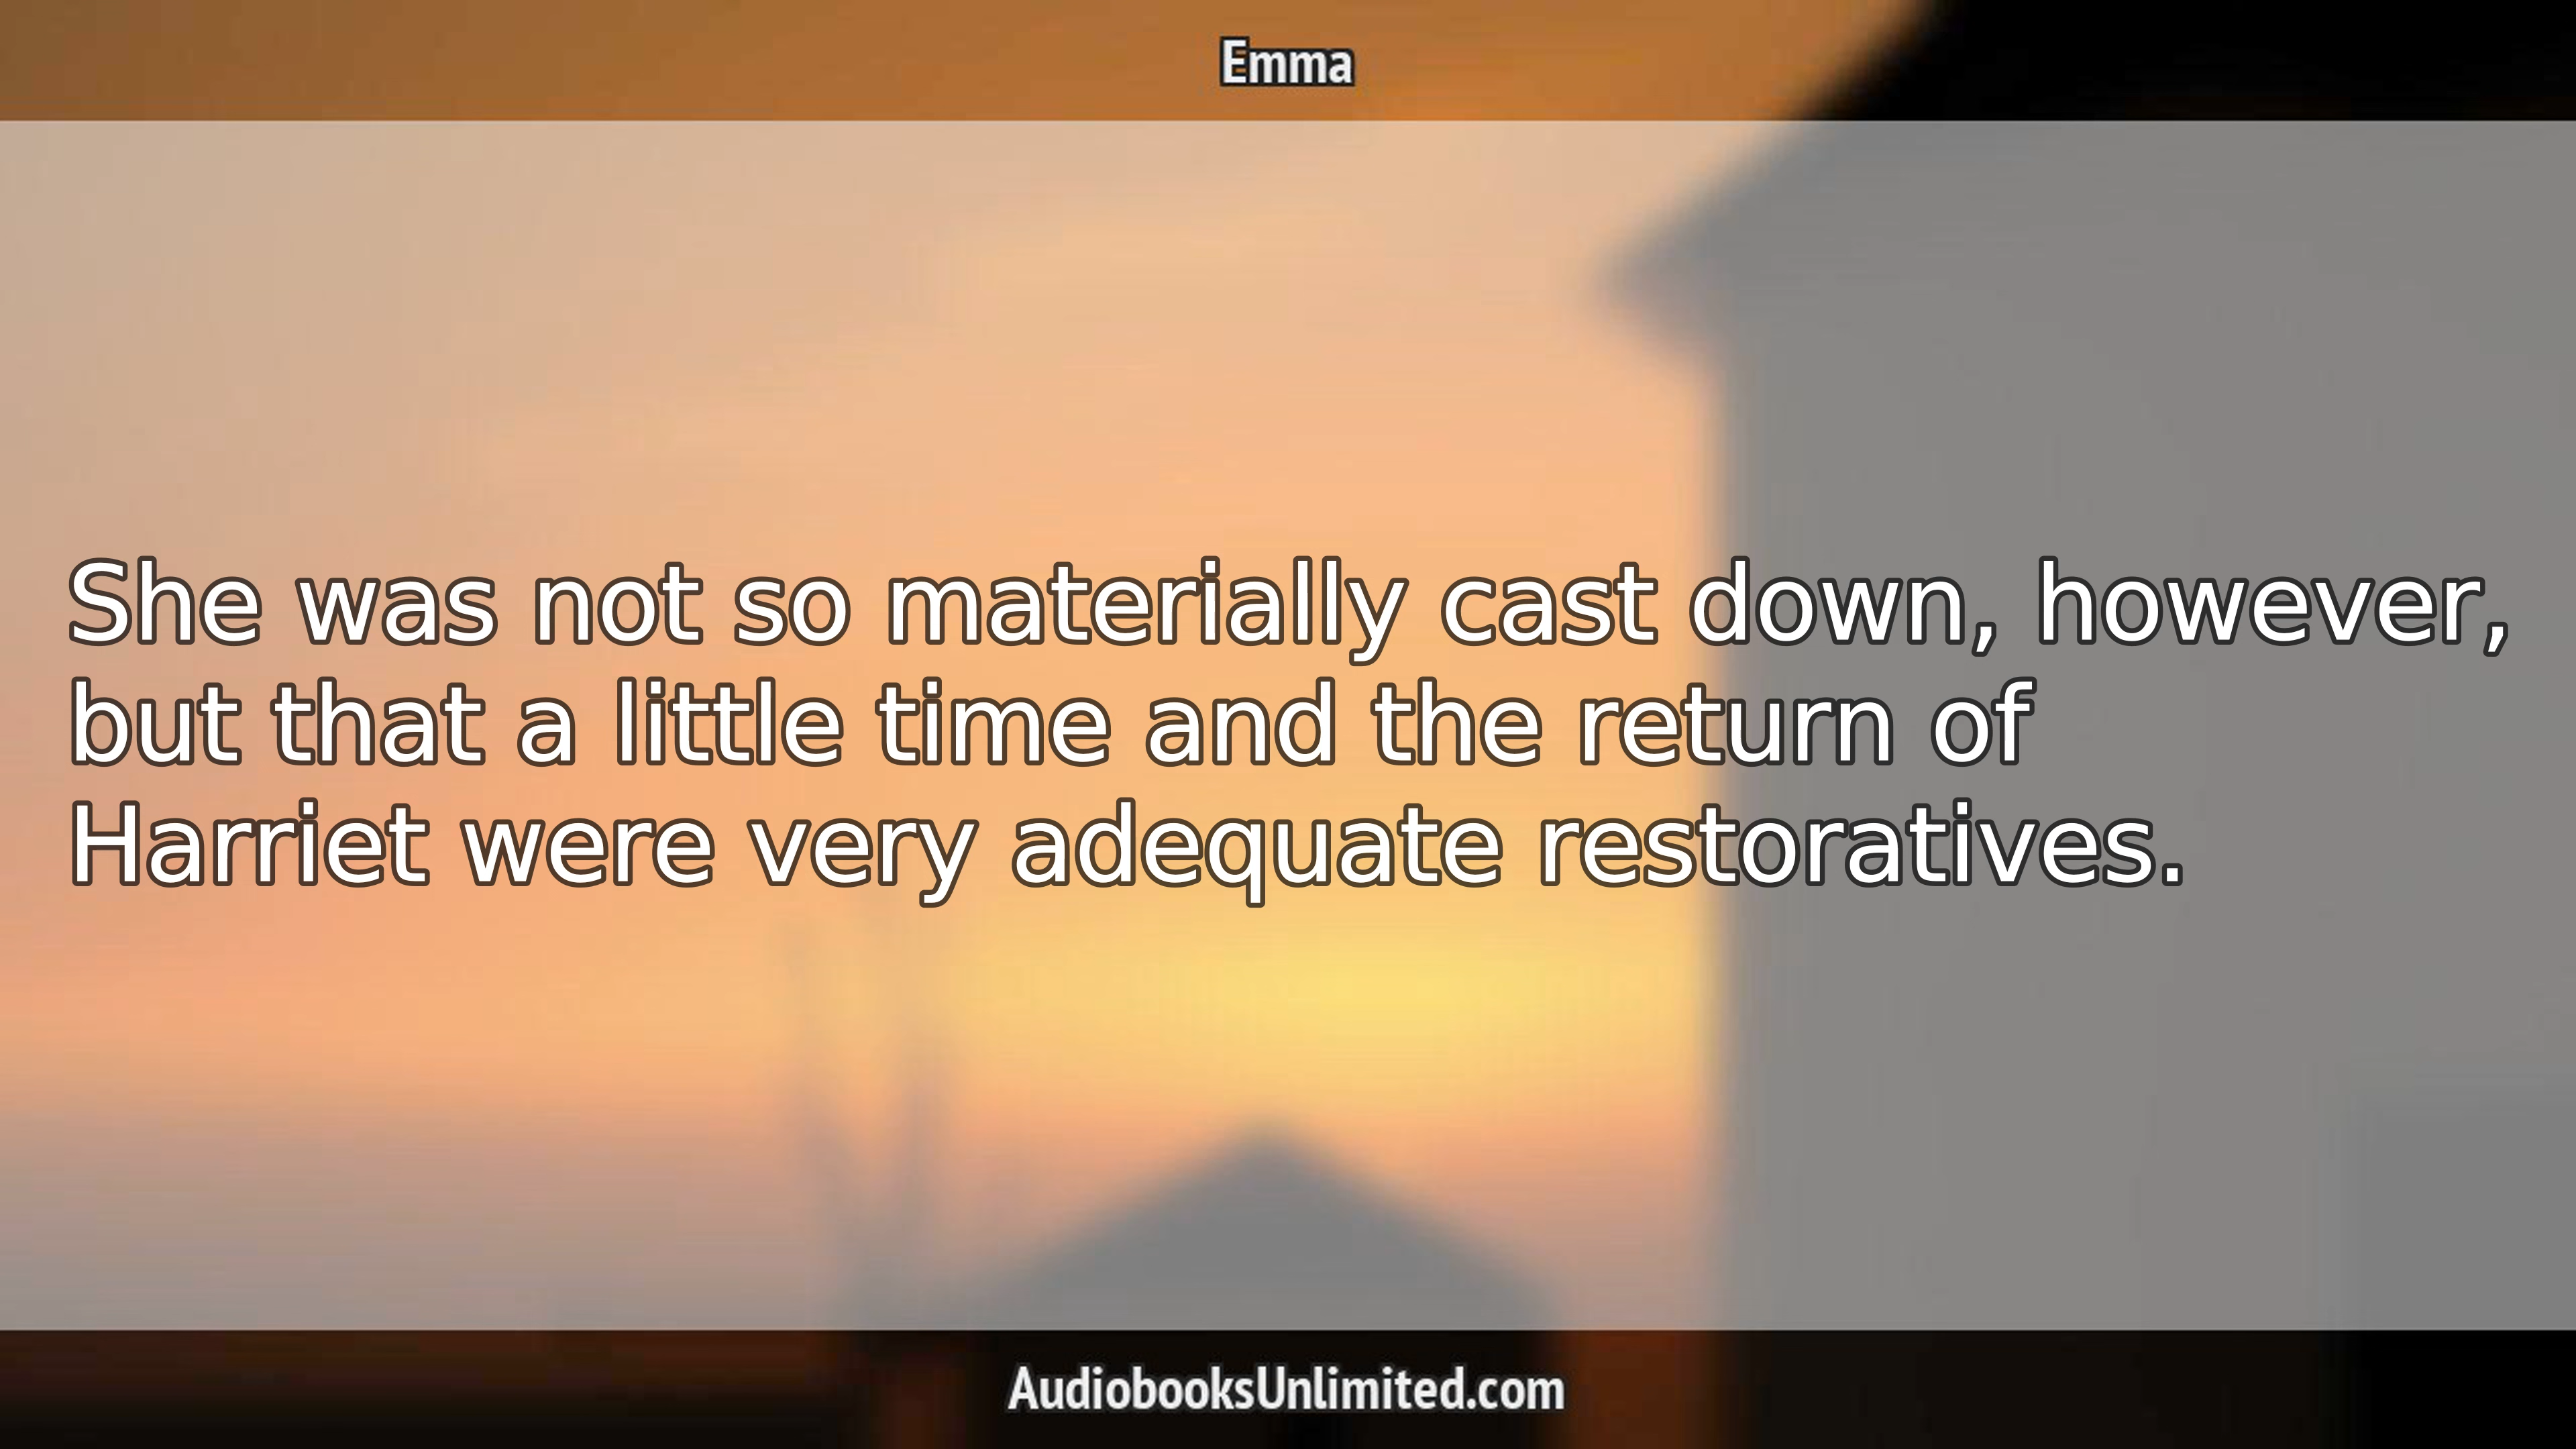 Emma
She was not so materially cast down, however,
but that a little time and the return of
Harriet were very adequate restoratives.
AudiobooksUnlimited.com